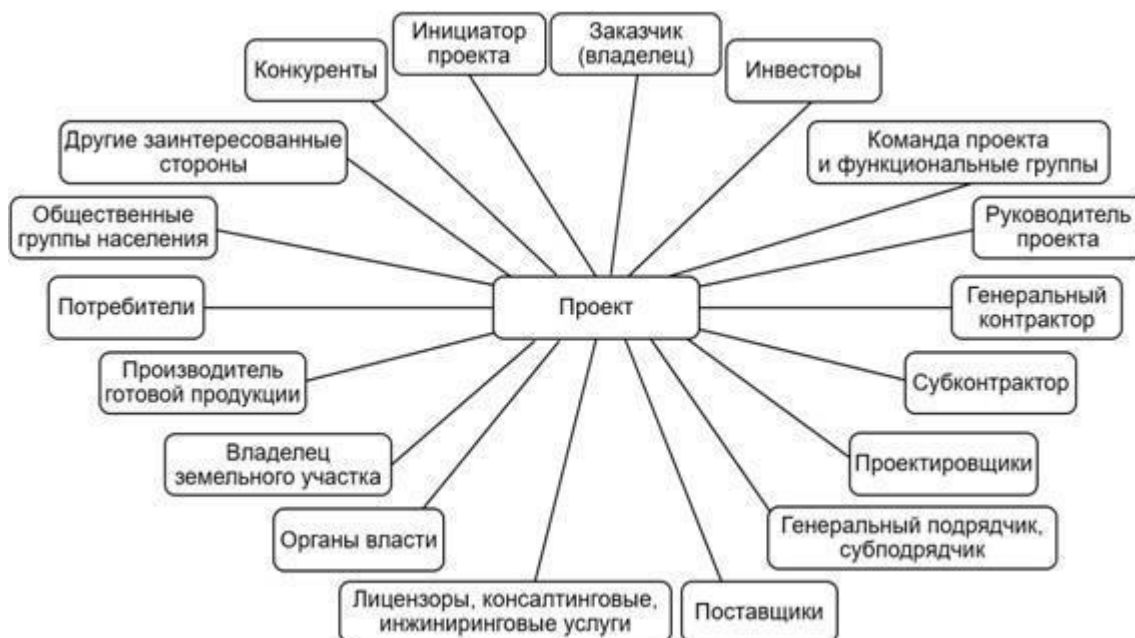 Инициатор
проекта
Заказчик
(владелец)
Конкуренты
Инвесторы
Другие заинтересованные
стороны
Команда проекта
и функциональные группы
Общественные
группы населения
Руководитель
проекта
Потребители
Проект
Генеральный
контрактор
Производитель
готовой продукции
Субконтрактор
Владелец
земельного участка
Проектировщики
Органы власти
Генеральный подрядчик,
субподрядчик
Лицензоры, консалтинговые,
инжиниринговые услуги
Поставщики